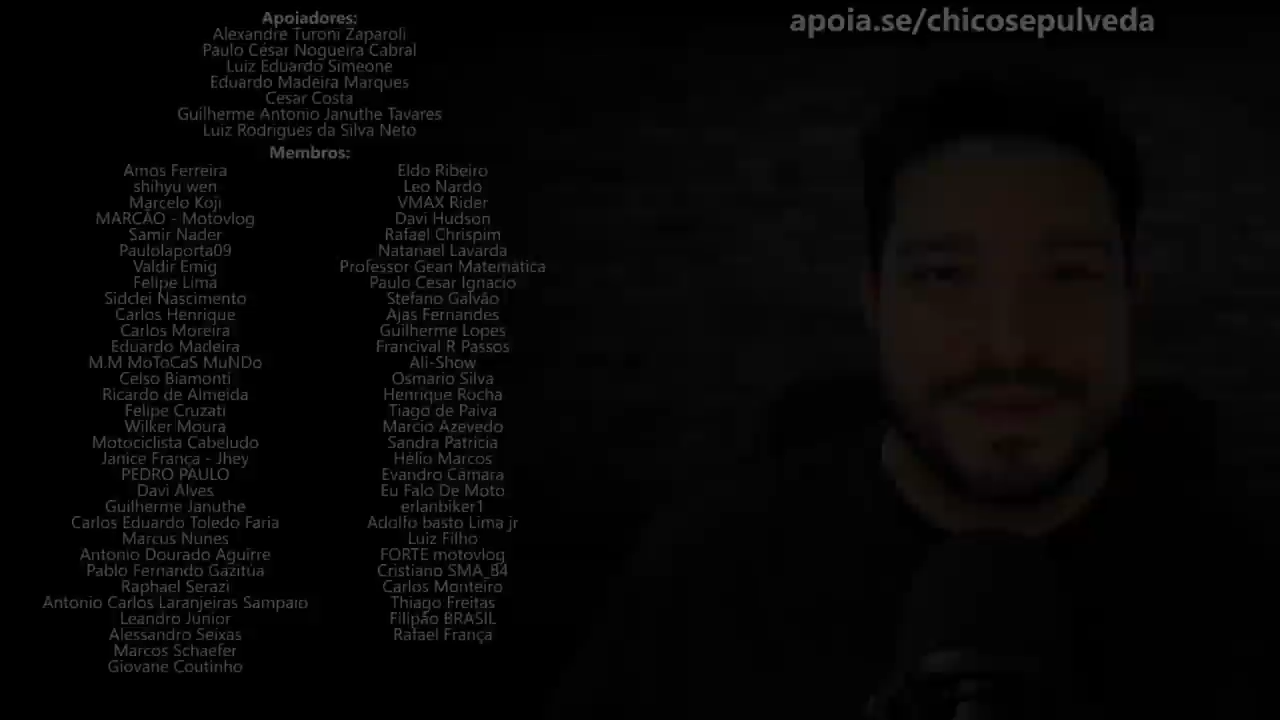 Apoiadores:
Alexandre Turoni Zaparoli
Paulo César Nogueira Cabral
Luiz Eduardo Simeone
Eduardo Madeira Marques
Cesar Costa
Guilherme Antonio Januthe Tavares
Luiz Rodrigues da Silva Neto
Membros:
Amos Ferreira
shihyu wen
Marcelo Koji
MARCÃO - Motovlog
Samir Nader
Paulolaporta09
Valdir Emig
Felipe Lima
Sidclei Nascimento
Carlos Henrique
Carlos Moreira
Eduardo Madeira
M.M MoToCaS MuNDo
Celso Biamonti
Ricardo de Almeida
Felipe Cruzati
Wilker Moura
Motociclista Cabeludo
Janice França - Jhey
PEDRO PAULO
Davi Alves
Guilherme Januthe
Carlos Eduardo Toledo Faria
Marcus Nunes
Antonio Dourado Aguirre
Pablo Fernando Gazitúa
Raphael Serazi
Antonio Carlos Laranjeiras Sampaio
Leandro Júnior
Alessandro Seixas
Marcos Schaefer
Giovane Coutinho
Eldo Ribeiro
Leo Nardo
VMAX Rider
Davi Hudson
Rafael Chrispim
Natanael Lavarda
Professor Gean Matemática
Paulo Cesar Ignacio
Stefano Galvão
Ajas Fernandes
Guilherme Lopes
Francival R Passos
Ali-Show
Osmario Silva
Henrique Rocha
Tiago de Paiva
Marcio Azevedo
Sandra Patricia
Hélio Marcos
Evandro Câmara
Eu Falo De Moto
erlanbiker1
Adolfo basto Lima jr
Luiz Filho
FORTE motovlog
Cristiano SMA_84
Carlos Monteiro
Thiago Freitas
Filipão BRASIL
Rafael França
apoia.se/chicosepulveda